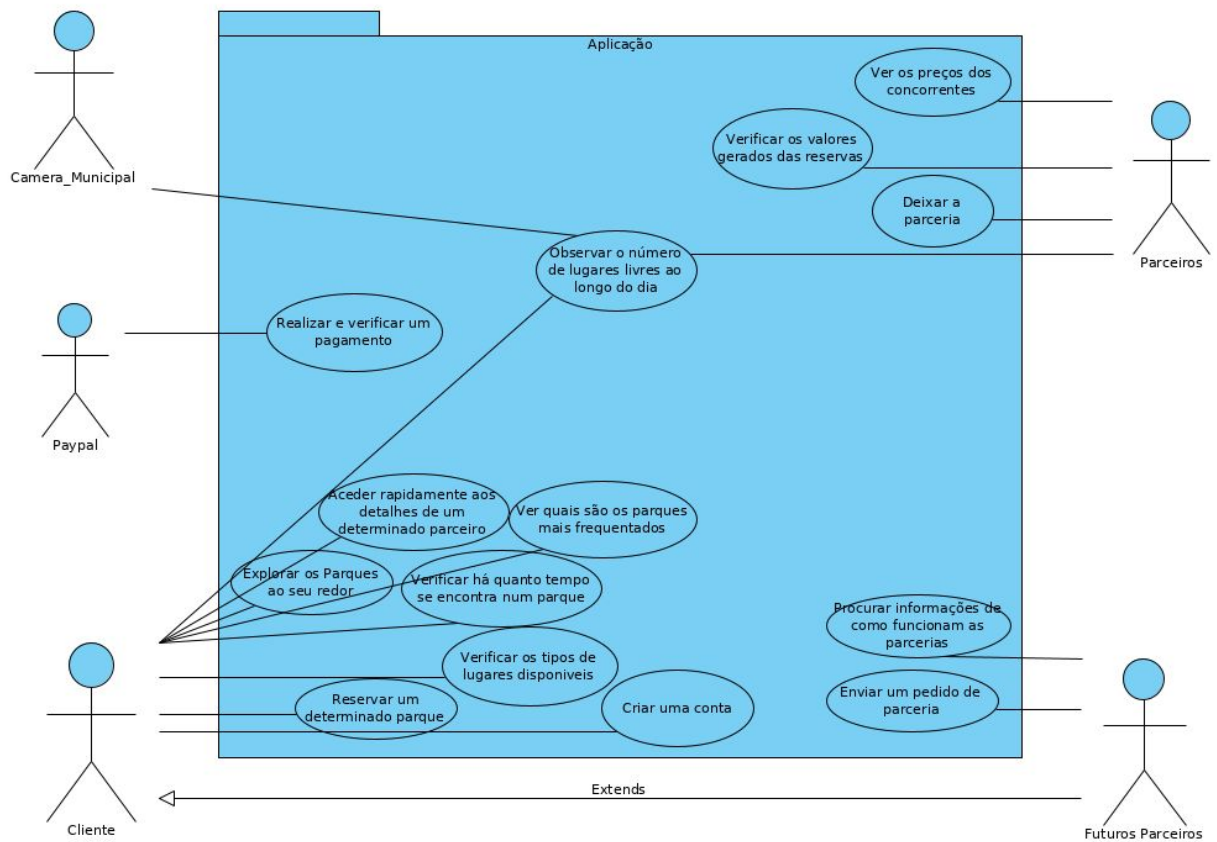 Aplicação
Ver os preços dos
concorrentes
Verificar os valores
gerados das reservas
Camera_Municipal
Deixar a
parceria
Observar o número
de lugares livres ao
longo do dia
Parceiros
Realizar e verificar um
pagamento
Paypal
Aceder rapidamente aos
detalhes de um
determinado parceiro
Ver quais são os parques
mais frequentados
Explorar os Parques
ao seu redor
Verificar há quanto tempo
se encontra num parque
Procurar informações de
como funcionam as
parcerias
Verificar os tipos de
lugares disponiveis
Reservar um
determinado parque
Criar uma conta
Enviar um pedido de
parceria
Extends
Cliente
Futuros Parceiros